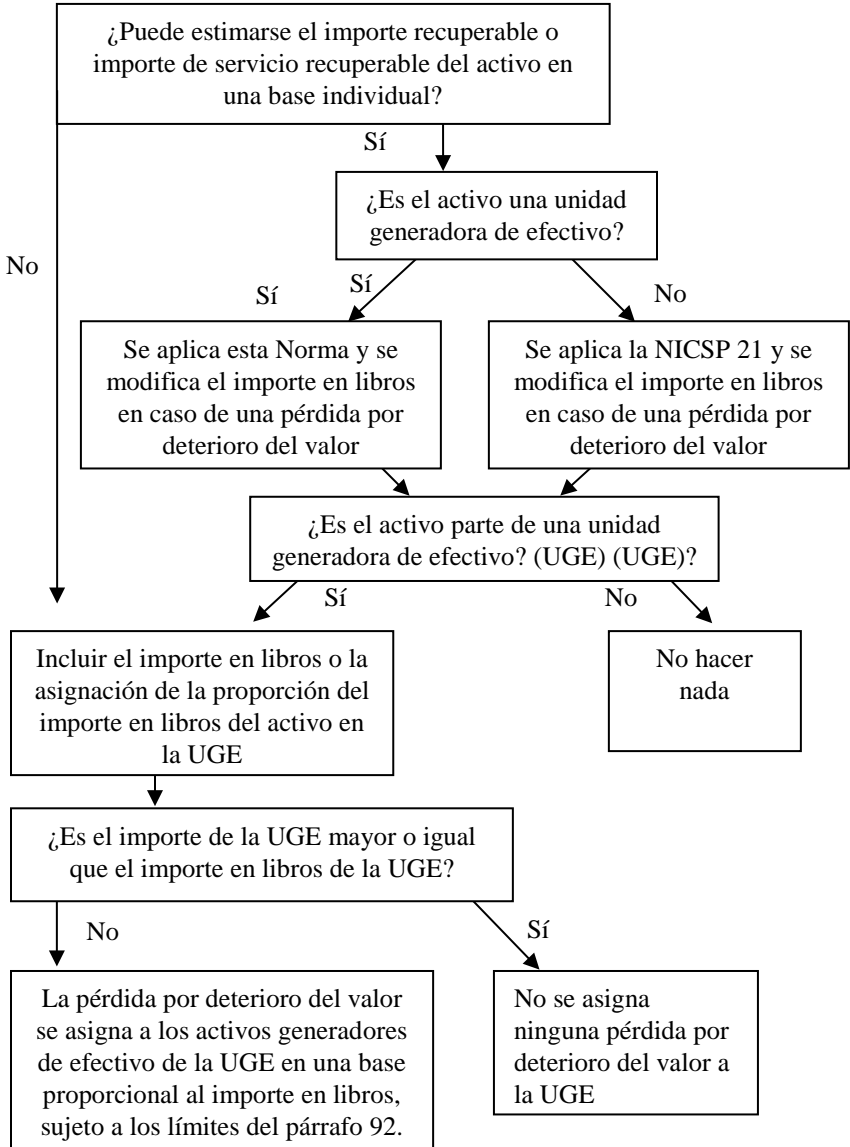 ¿Puede estimarse el importe recuperable o
importe de servicio recuperable del activo en
una base individual?
Sí
¿Es el activo una unidad
generadora de efectivo?
No
Sí
Sí
No
Se aplica esta Norma y se
modifica el importe en libros
en caso de una pérdida por
deterioro del valor
Se aplica la NICSP 21 y se
modifica el importe en libros
en caso de una pérdida por
deterioro del valor
¿Es el activo parte de una unidad
generadora de efectivo? (UGE) (UGE)?
Sí
No
Incluir el importe en libros o la
asignación de la proporción del
importe en libros del activo en
la UGE
No hacer
nada
¿Es el importe de la UGE mayor o igual
que el importe en libros de la UGE?
No
Sí
La pérdida por deterioro del valor
se asigna a los activos generadores
de efectivo de la UGE en una base
proporcional al importe en libros,
sujeto a los límites del párrafo 92.
No se asigna
ninguna pérdida por
deterioro del valor a
la UGE